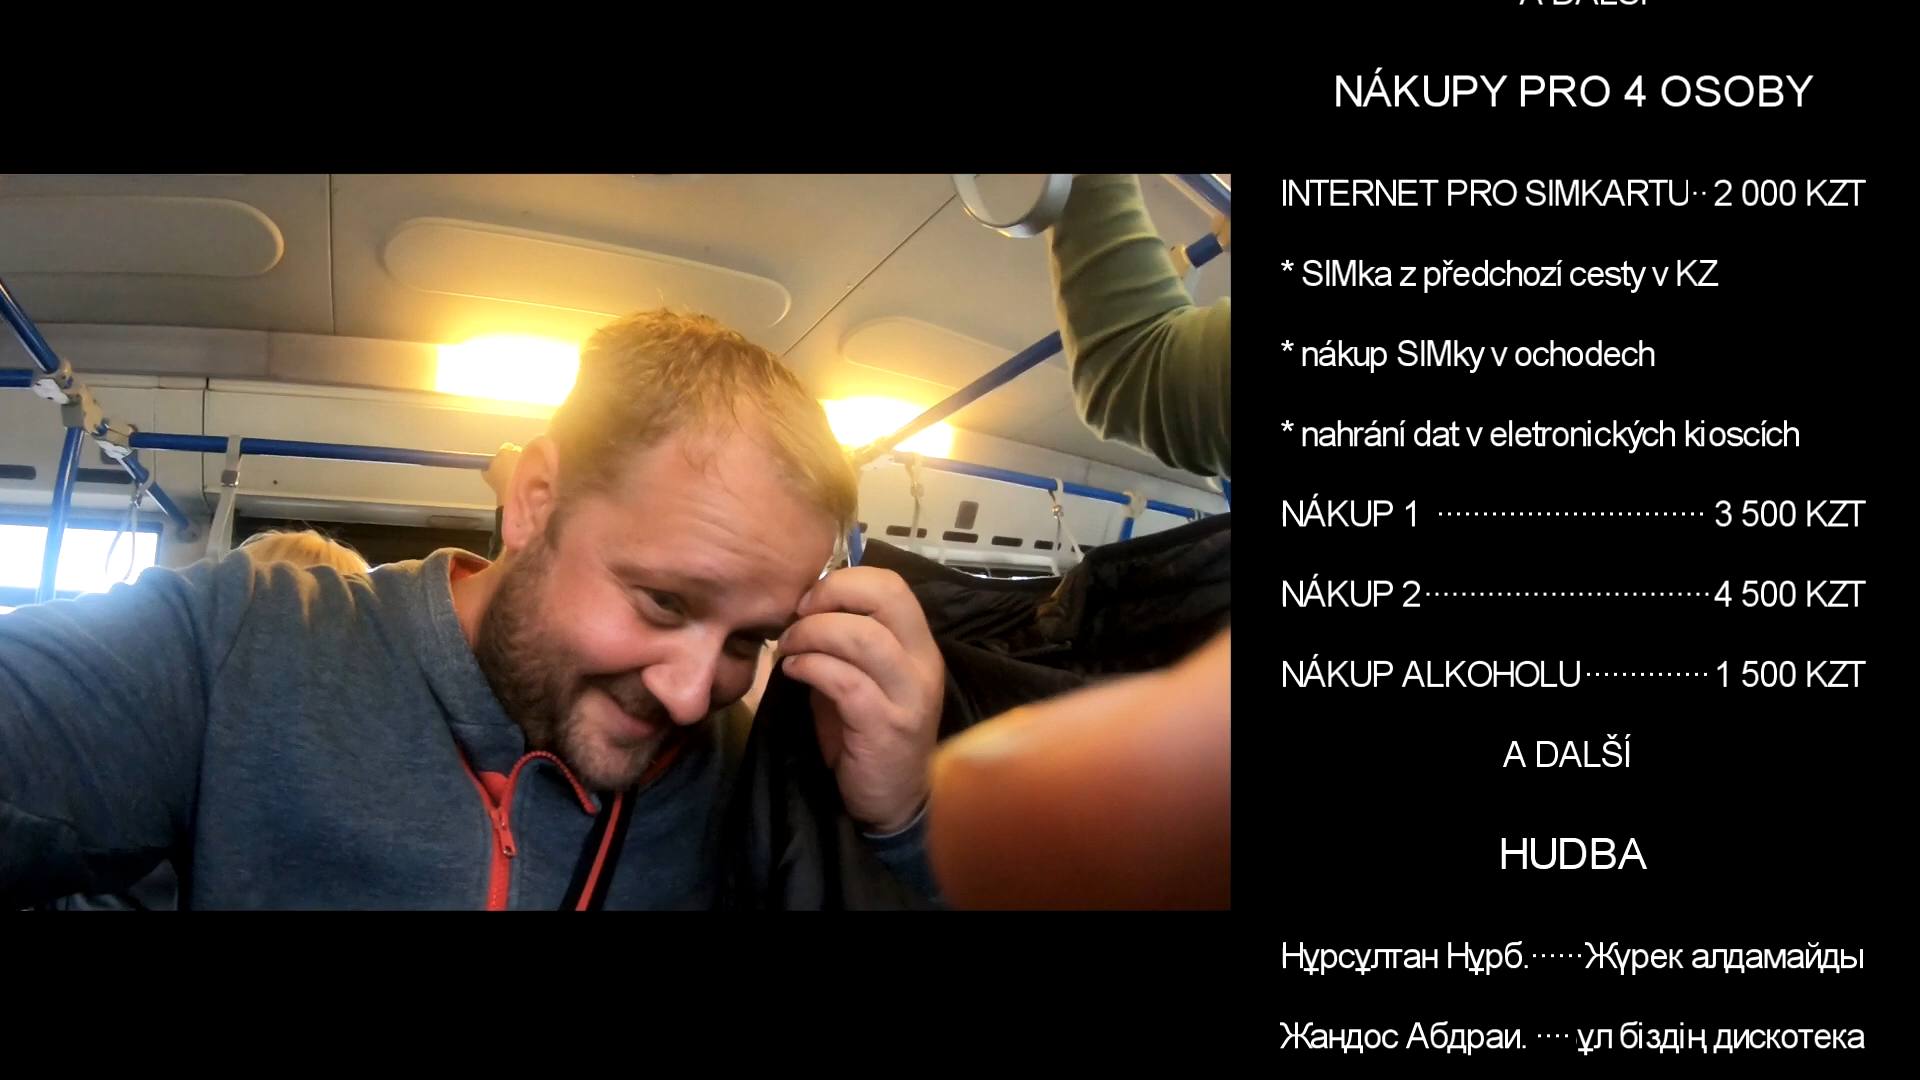 A DALŠÍ
NÁKUPY PRO 4 OSOBY
INTERNET PRO SIMKARTU·· 2 000 KZT
* SIMka z předchozí cesty v KZ
* nákup SIMky v ochodech
* nahrání dat v eletronických kioscích
NÁKUP 1 ····························· 3 500 KZT
NÁKUP 2······························· 4 500 KZT
NÁKUP ALKOHOLU·············· 1 500 KZT
A DALŠÍ
HUDBA
Нұрсұлтан Нұрб.······Жүрек алдамайды
Жандос Абдраи. ····ұл біздің дискотека